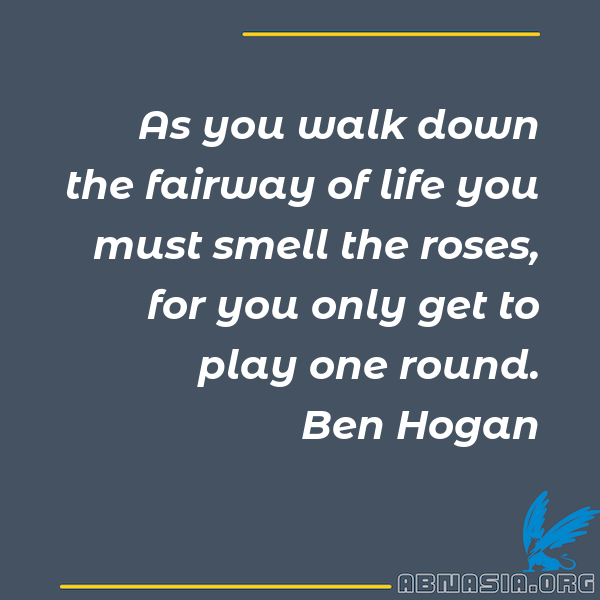 As you walk down
the fairway of life you
must smell the roses,
for you only get to
play one round.
Ben Hogan
ABNASIA.ORG